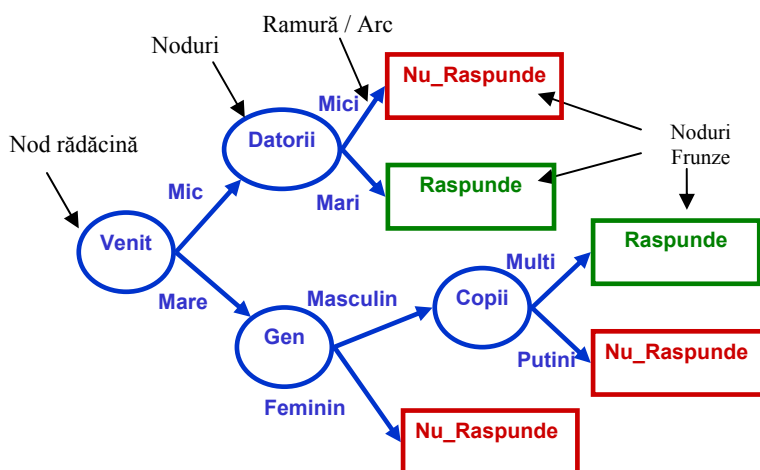 Ramură / Arc
Noduri
Nu_Raspunde
Mici
Datorii
Noduri
Frunze
Nod rădăcină
Raspunde
Mic
Mari
Venit
Raspunde
Multi
Mare
Masculin
Copii
Gen
Putini
Nu_Raspunde
Feminin
Nu_Raspunde